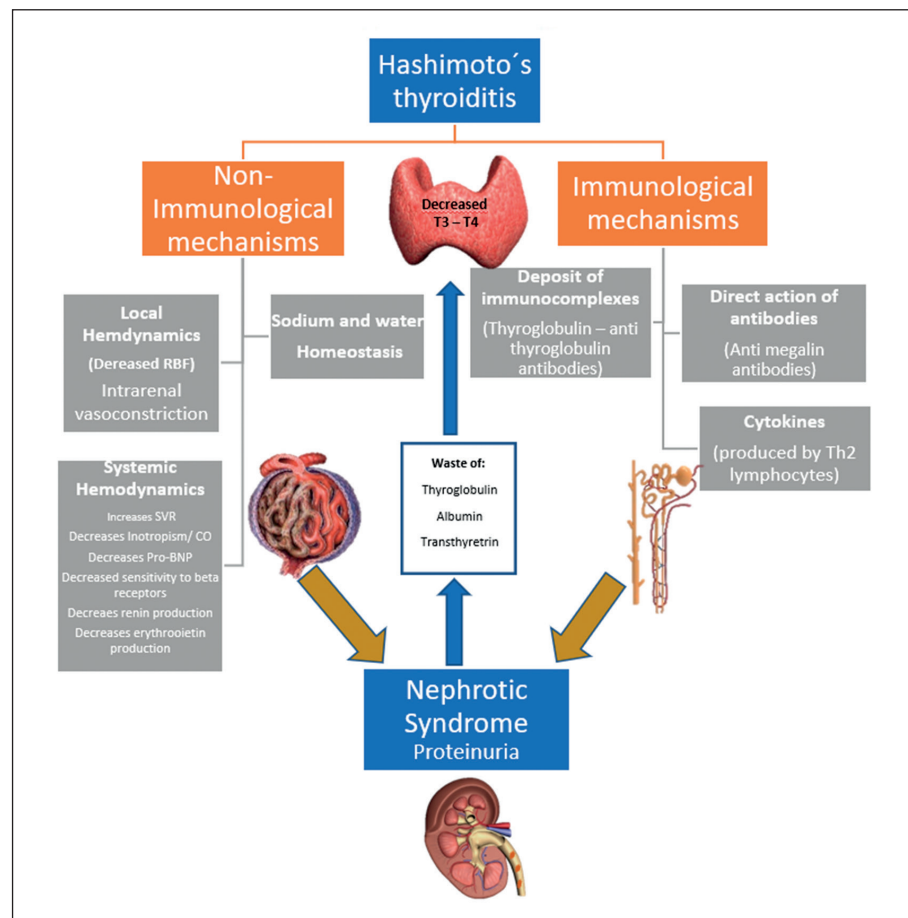 Hashimoto´s
thyroiditis
Non-
Immunological
mechanisms
Decreased
T3 – T4
Immunological
mechanisms
Local
Hemdynamics
(Dereased RBF)
Intrarenal
vasoconstriction
Sodium and water
Homeostasis
Deposit of
immunocomplexes
(Thyroglobulin – anti
thyroglobulin
antibodies)
Direct action of
antibodies
(Anti megalin
antibodies)
Systemic
Hemodynamics
Increases SVR
Decreases Inotropism/ CO
Decreases Pro-BNP
Decreased sensitivity to beta
receptors
Decreaes renin production
Decreases erythrooietin
production
Waste of:
Thyroglobulin
Albumin
Transthyretrin
Cytokines
(produced by Th2
lymphocytes)
Nephrotic
Syndrome
Proteinuria